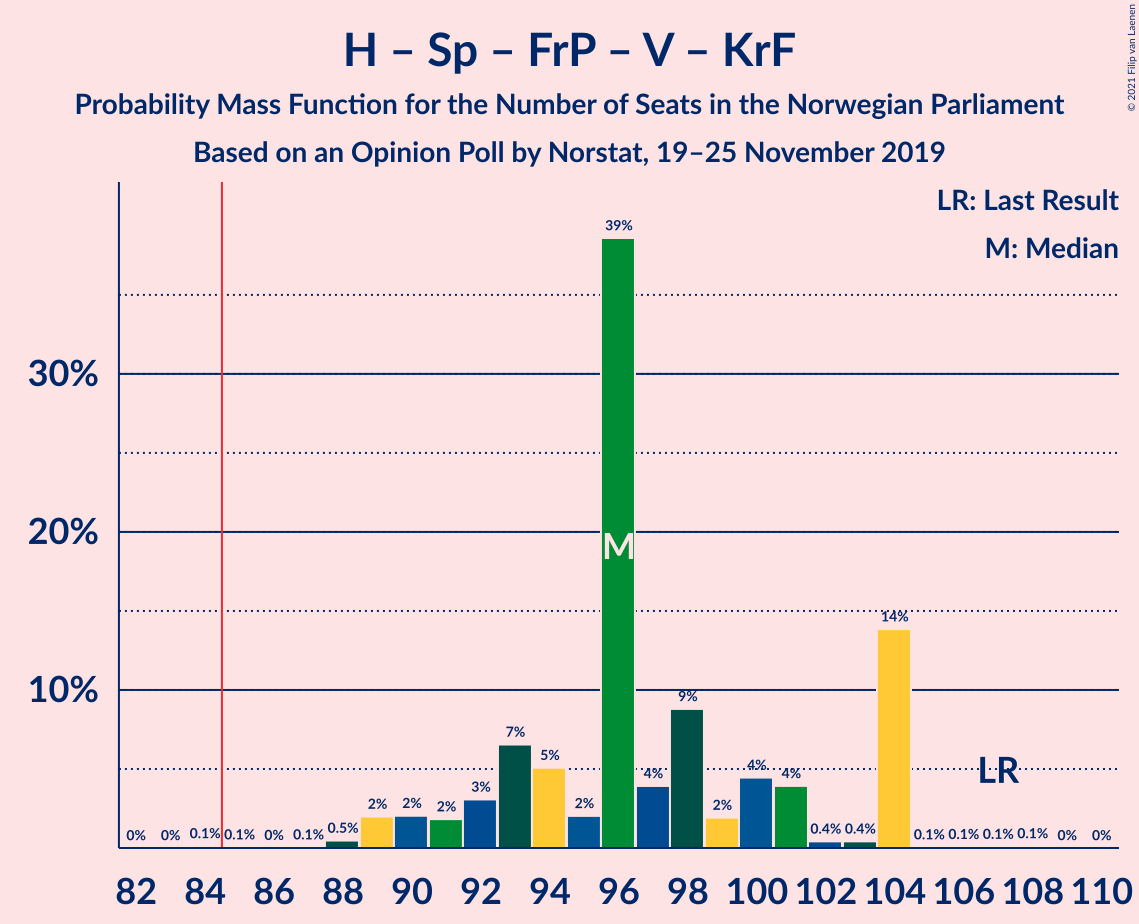 H – Sp – FrP – V – KrF
Probability Mass Function for the Number of Seats in the Norwegian Parliament
Based on an Opinion Poll by Norstat, 19–25 November 2019
© 2021 Filip van Laenen
LR: Last Result
M: Median
30%
20%
10%
0% 0% 0.1% 0.1% 0% 0.1% 0.5% 2% 2% 2% 3% 7% 5% 2% 39% 4% 9% 2% 4% 4% 0.4% 0.4% 14% 0.1% 0.1% 0.1% 0.1% 0% 0%
M
LR
82 84 86 88 90 92 94 96 98 100 102 104 106 108 110